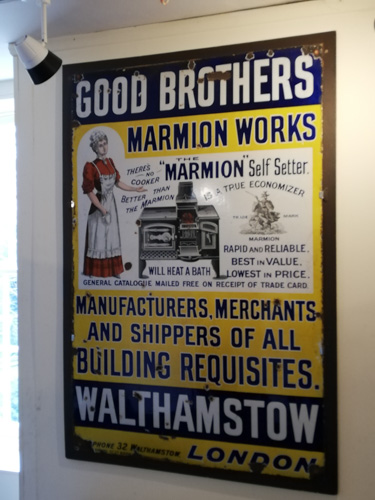 GOOD BROTHERS
MARMION WORKS
THERE'S
NO
COOKER
BETTER THAN
THE MARMION
THE
"MARMION" Self Setter.
IS A TRUE ECONOMIZER
TRADE MARK
MARMION
RAPID AND RELIABLE.
BEST IN VALUE.
LOWEST IN PRICE.
WILL HEAT A BATH
GENERAL CATALOGUE MAILED FREE ON RECEIPT OF TRADE CARD
MANUFACTURERS, MERCHANTS
AND SHIPPERS OF ALL
BUILDING REQUISITES.
WALTHAMSTOW
PHONE 32 WALTHAMSTOW
LONDON